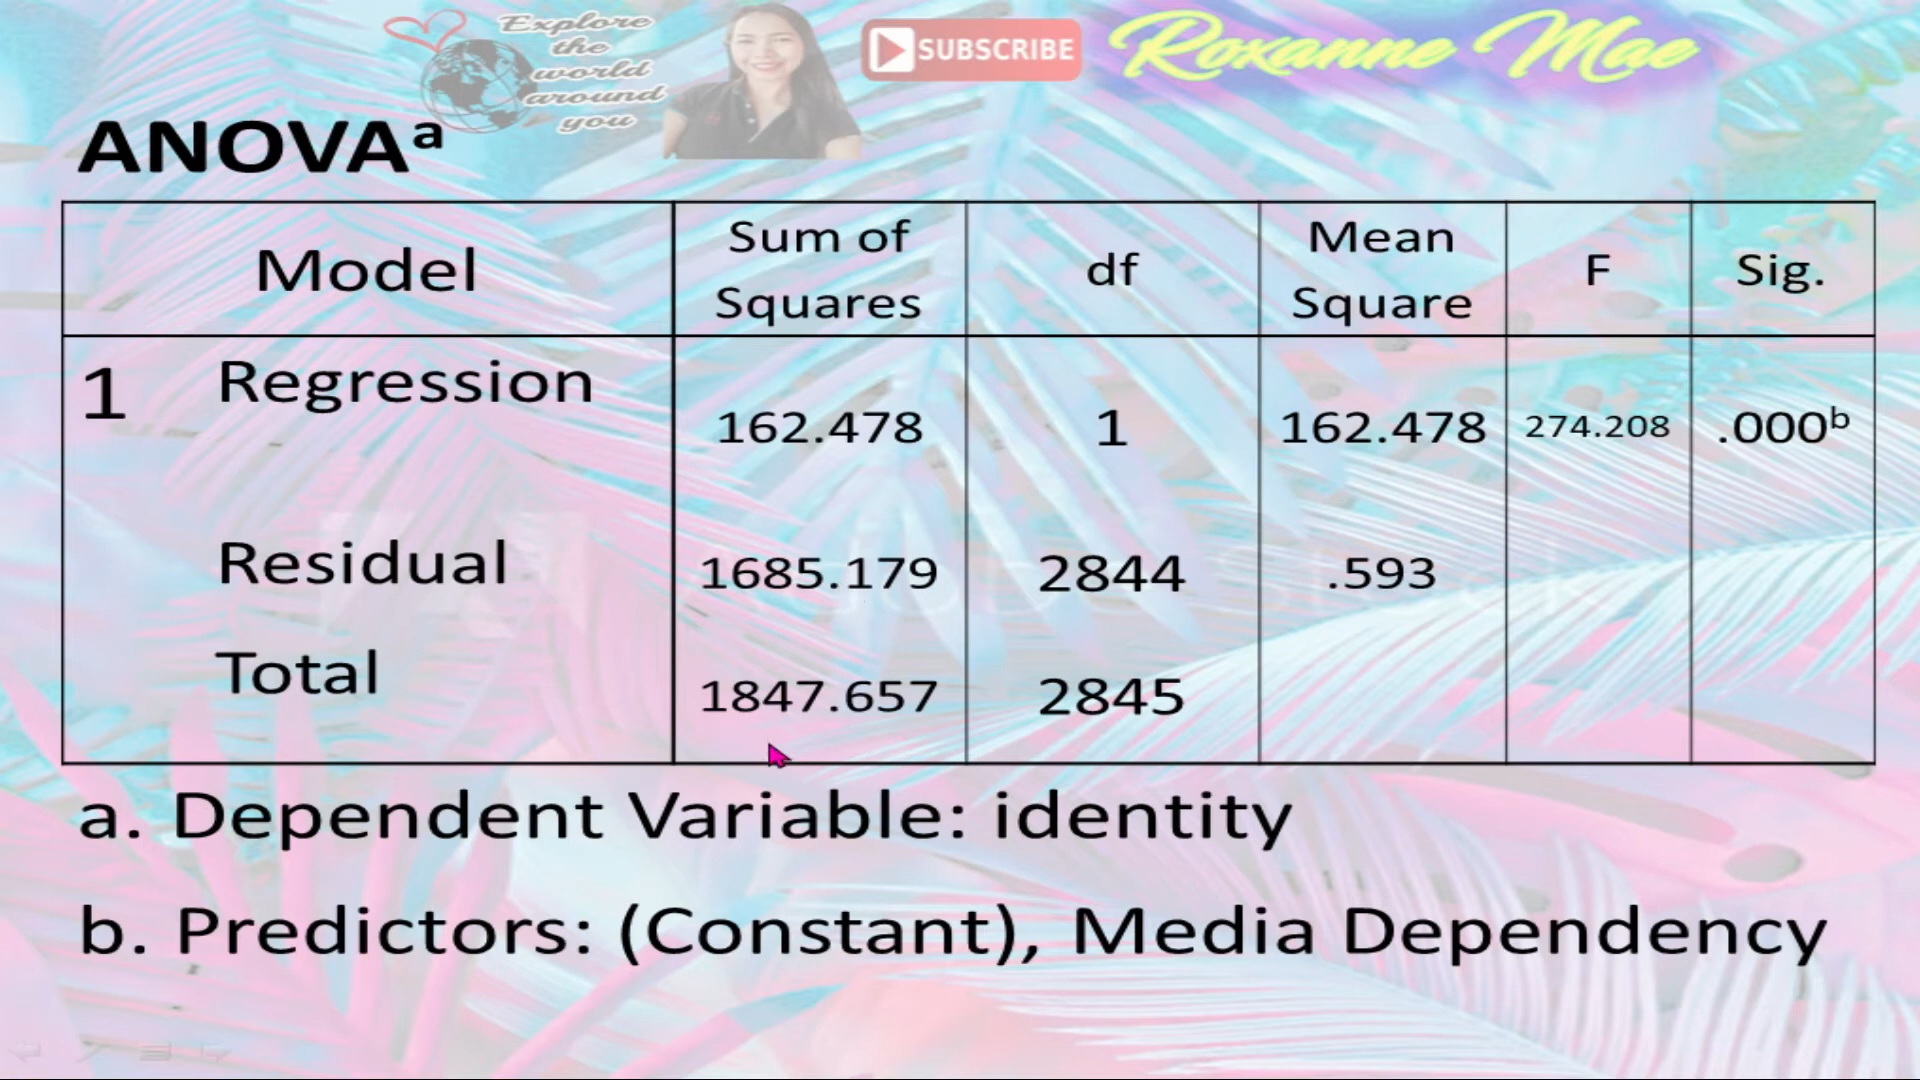 Explore
the
world
around
you
SUBSCRIBE
Roxanne Mae
ANOVAᵃ
Model Sum of Squares df Mean Square F Sig.
1 Regression 162.478 1 162.478 274.208 .000ᵇ
Residual 1685.179 2844 .593
Total 1847.657 2845
a. Dependent Variable: identity
b. Predictors: (Constant), Media Dependency